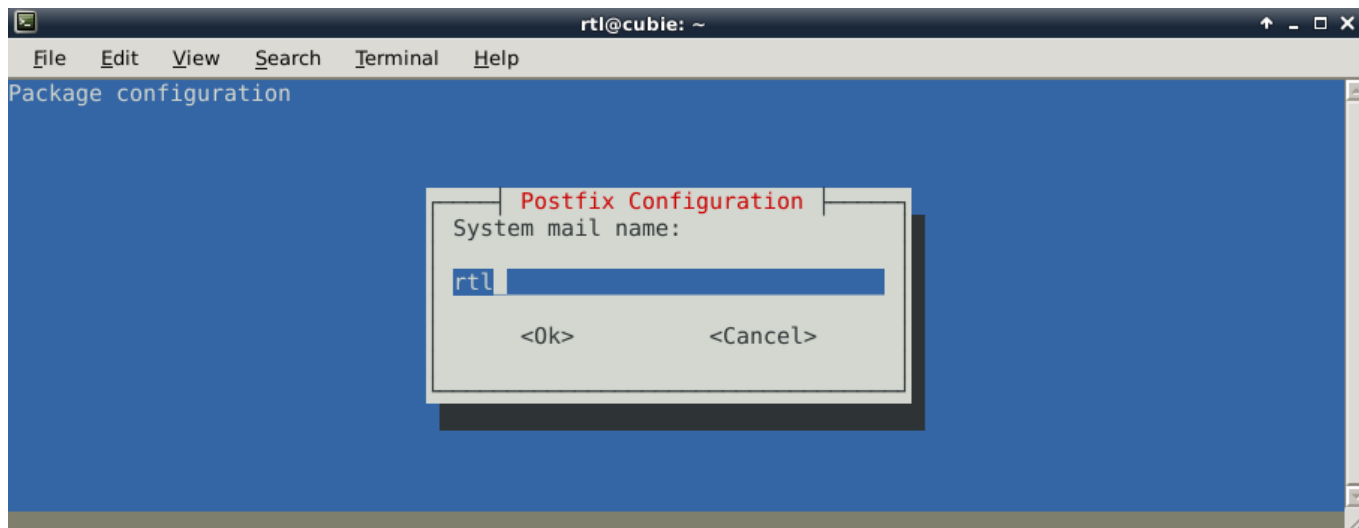 rtl@cubie: ~
File Edit View Search Terminal Help
Package configuration
Postfix Configuration
System mail name:
rtl
<Ok> <Cancel>